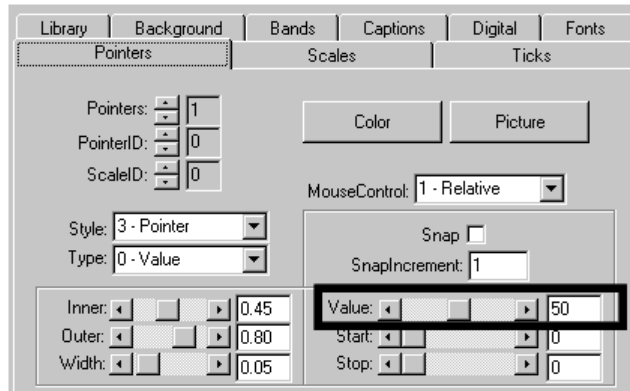 Library Background Bands Captions Digital Fonts
Pointers Scales Ticks
Pointers: 1
PointerID: 0
ScaleID: 0
Color Picture
MouseControl: 1 - Relative
Style: 3 - Pointer
Type: 0 - Value
Snap
SnapIncrement: 1
Inner: 0.45
Outer: 0.80
Width: 0.05
Value: 50
Start: 0
Stop: 0